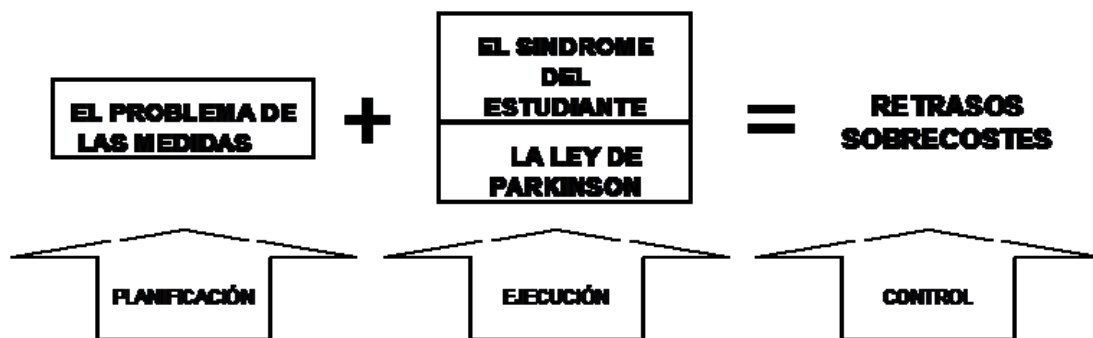 EL PROBLEMA DE
LAS MEDIDAS
+
EL SINDROME
DEL
ESTUDIANTE
LA LEY DE
PARKINSON
=
RETRASOS
SOBRECOSTES
PLANIFICACIÓN
EJECUCIÓN
CONTROL